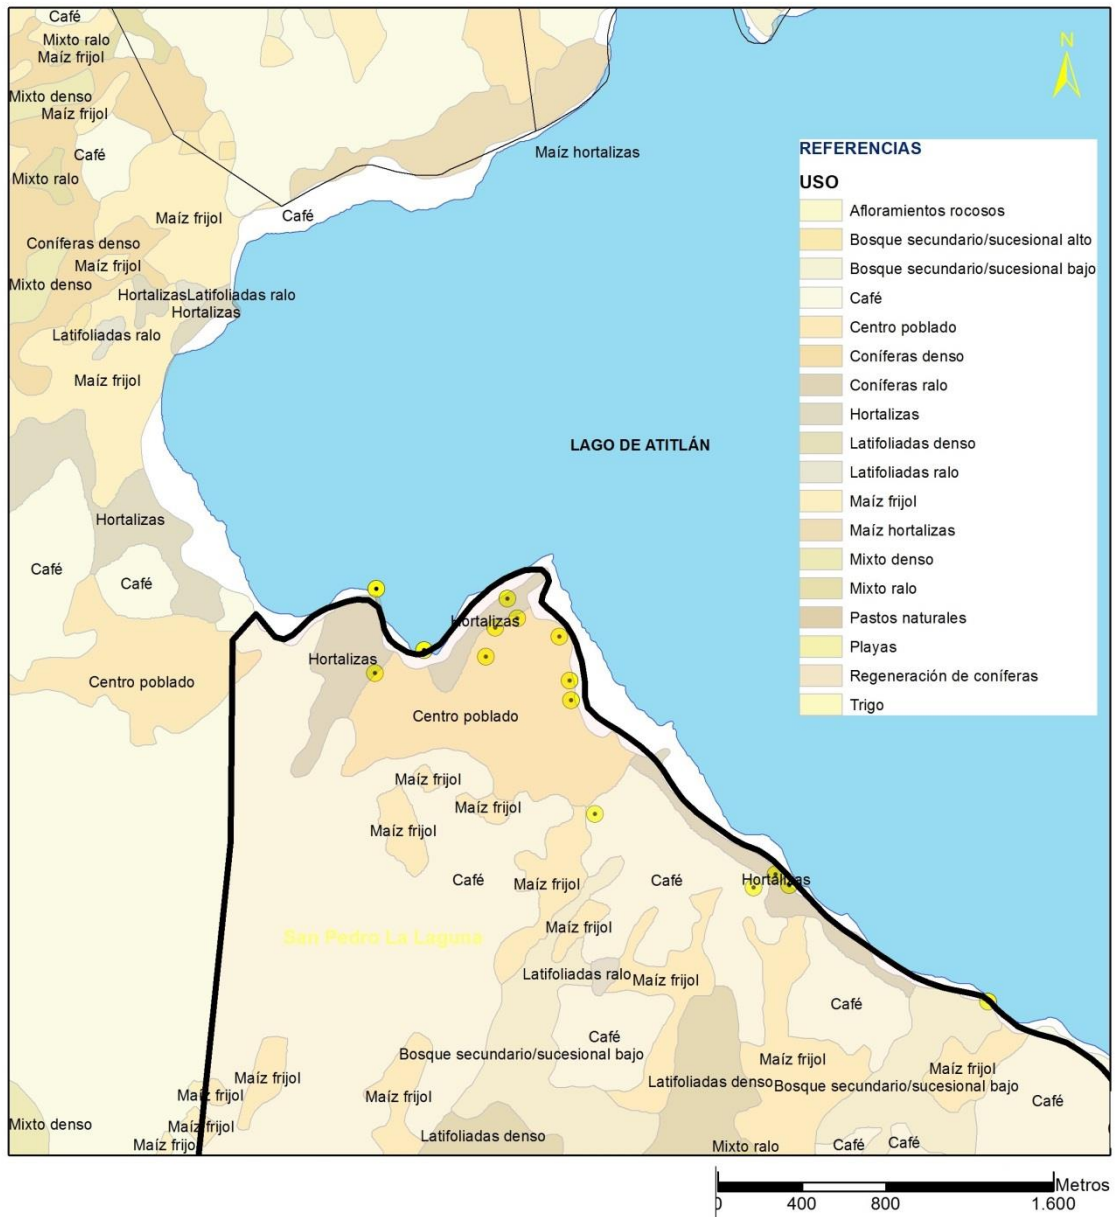 Café
Mixto ralo
Maíz frijol
N
Mixto denso
Maíz frijol
Café
Maíz hortalizas
Mixto ralo
Maíz frijol
Café
Coníferas denso
Maíz frijol
Mixto denso
Hortalizas
Latifoliadas ralo
Hortalizas
Latifoliadas ralo
Maíz frijol
REFERENCIAS
USO
Afloramientos rocosos
Bosque secundario/sucesional alto
Bosque secundario/sucesional bajo
Café
Centro poblado
Coníferas denso
Coníferas ralo
Hortalizas
Latifoliadas denso
Latifoliadas ralo
Maíz frijol
Maíz hortalizas
Mixto denso
Mixto ralo
Pastos naturales
Playas
Regeneración de coníferas
Trigo
LAGO DE ATITLÁN
Hortalizas
Café
Café
Hortalizas
Hortalizas
Centro poblado
Centro poblado
Maíz frijol
Maíz frijol
Maíz frijol
Café
Maíz frijol
Café
Hortalizas
Maíz frijol
San Pedro La Laguna
Latifoliadas ralo
Maíz frijol
Café
Café
Bosque secundario/sucesional bajo
Maíz frijol
Maíz frijol
Maíz frijol
Latifoliadas denso
Bosque secundario/sucesional bajo
Maíz frijol
Maíz frijol
Café
Mixto denso
Maíz frijol
Maíz frijol
Latifoliadas denso
Mixto ralo
Café
Café
Metros
0 400 800 1.600